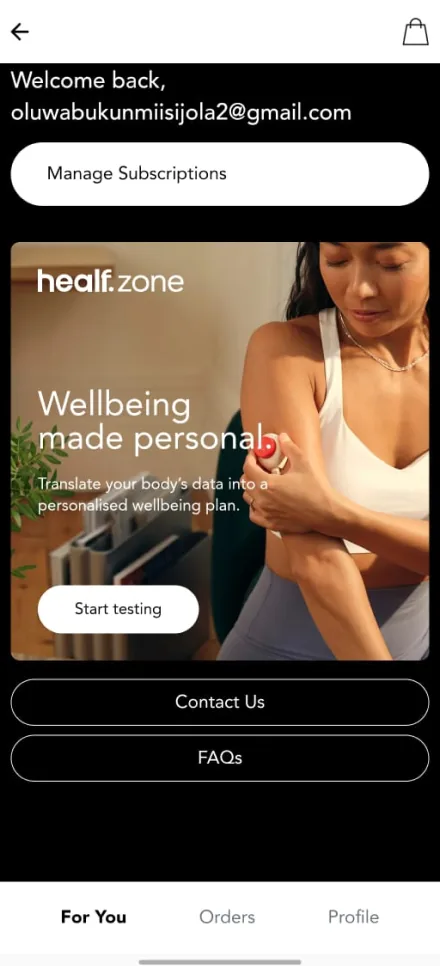 Welcome back,
oluwabukunmiisijola2@gmail.com
Manage Subscriptions
healf.zone
Wellbeing
made personal.
Translate your body's data into a
personalised wellbeing plan.
Start testing
Contact Us
FAQs
For You
Orders
Profile